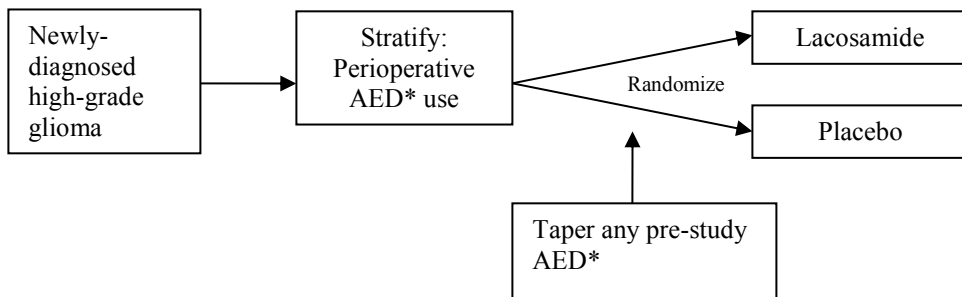 Newly-
diagnosed
high-grade
glioma
Stratify:
Perioperative
AED* use
Randomize
Lacosamide
Placebo
Taper any pre-study
AED*